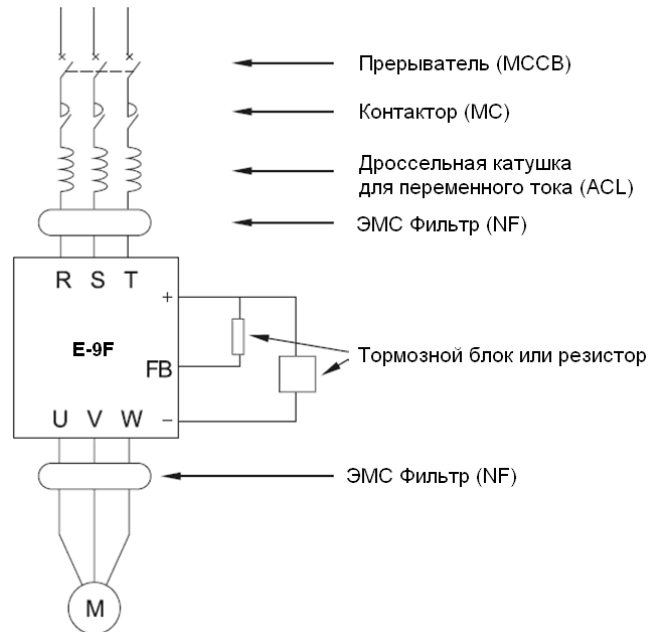 Прерыватель (MCCB)
Контактор (MC)
Дроссельная катушка
для переменного тока (ACL)
ЭМС Фильтр (NF)
R S T
+
E-9F
FB
Тормозной блок или резистор
U V W −
ЭМС Фильтр (NF)
M